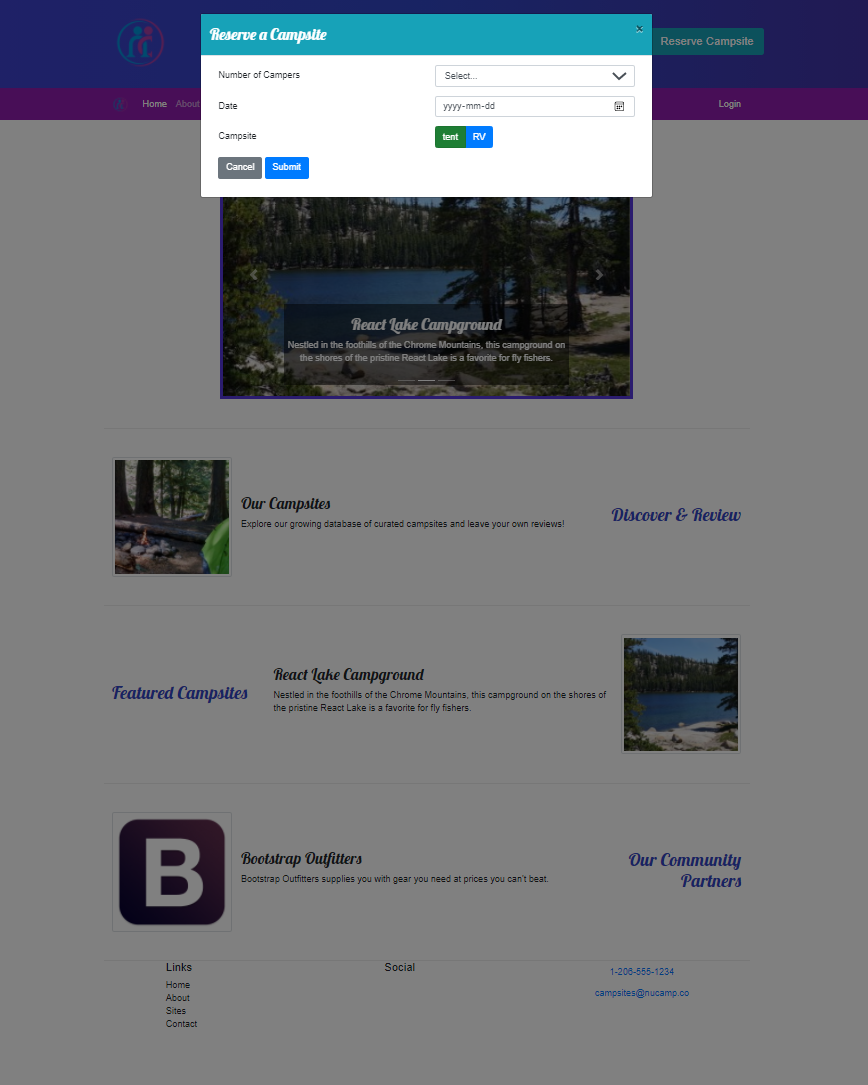 Reserve a Campsite
×
Reserve Campsite
Number of Campers
Select...
Date
yyyy-mm-dd
Campsite
tent
RV
Cancel
Submit
Home
About
Login
React Lake Campground
Nestled in the foothills of the Chrome Mountains, this campground on
the shores of the pristine React Lake is a favorite for fly fishers.
Our Campsites
Explore our growing database of curated campsites and leave your own reviews!
Discover & Review
Featured Campsites
React Lake Campground
Nestled in the foothills of the Chrome Mountains, this campground on the shores of
the pristine React Lake is a favorite for fly fishers.
B
Bootstrap Outfitters
Bootstrap Outfitters supplies you with gear you need at prices you can't beat.
Our Community
Partners
Links
Home
About
Sites
Contact
Social
1-206-555-1234
campsites@nucamp.co